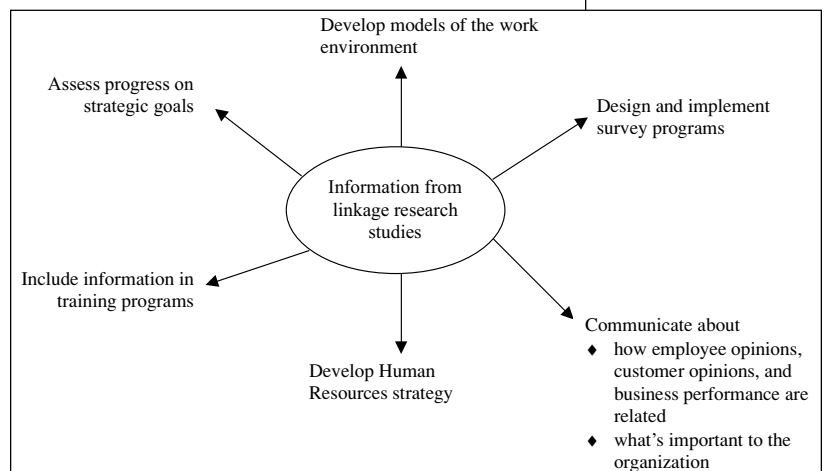 Develop models of the work
environment
Assess progress on
strategic goals
Design and implement
survey programs
Information from
linkage research
studies
Include information in
training programs
Develop Human
Resources strategy
Communicate about
♦ how employee opinions,
customer opinions, and
business performance are
related
♦ what's important to the
organization